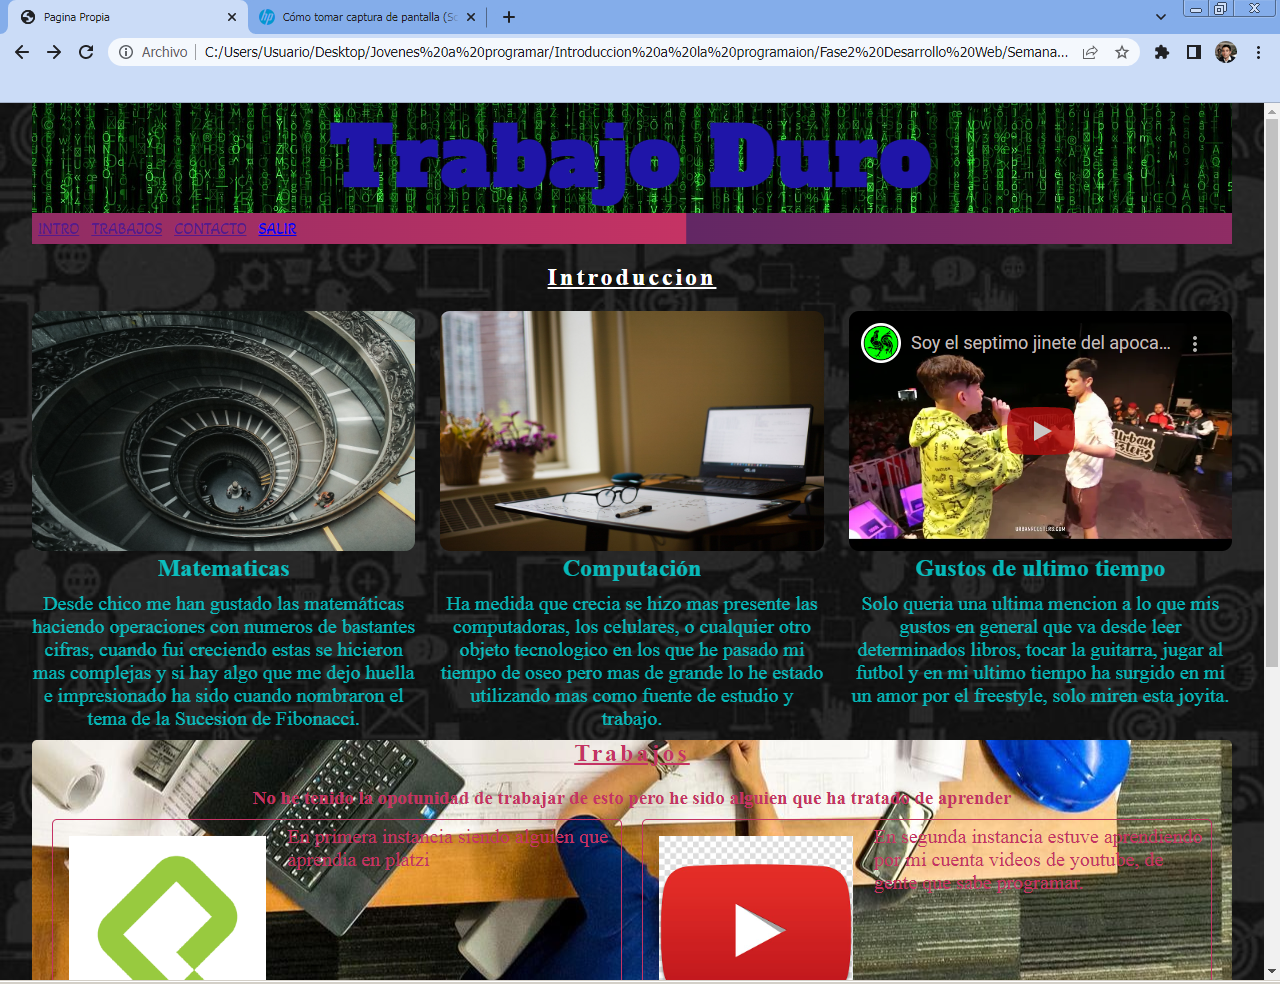 Pagina Propia
Cómo tomar captura de pantalla (Sc
Archivo
C:/Users/Usuario/Desktop/Jovenes%20a%20programar/Introduccion%20a%20la%20programaion/Fase2%20Desarrollo%20Web/Semana...
Trabajo Duro
INTRO TRABAJOS CONTACTO SALIR
Introduccion
Soy el septimo jinete del apoca...
URBANROOSTERS.COM
Matematicas
Desde chico me han gustado las matemáticas
haciendo operaciones con numeros de bastantes
cifras, cuando fui creciendo estas se hicieron
mas complejas y si hay algo que me dejo huella
e impresionado ha sido cuando nombraron el
tema de la Sucesion de Fibonacci.
Computación
Ha medida que crecia se hizo mas presente las
computadoras, los celulares, o cualquier otro
objeto tecnologico en los que he pasado mi
tiempo de oseo pero mas de grande lo he estado
utilizando mas como fuente de estudio y
trabajo.
Gustos de ultimo tiempo
Solo queria una ultima mencion a lo que mis
gustos en general que va desde leer
determinados libros, tocar la guitarra, jugar al
futbol y en mi ultimo tiempo ha surgido en mi
un amor por el freestyle, solo miren esta joyita.
Trabajos
No he tenido la opotunidad de trabajar de esto pero he sido alguien que ha tratado de aprender
En primera instancia siendo alguien que
aprendia en platzi
En segunda instancia estuve aprendiendo
por mi cuenta videos de youtube, de
gente que sabe programar.